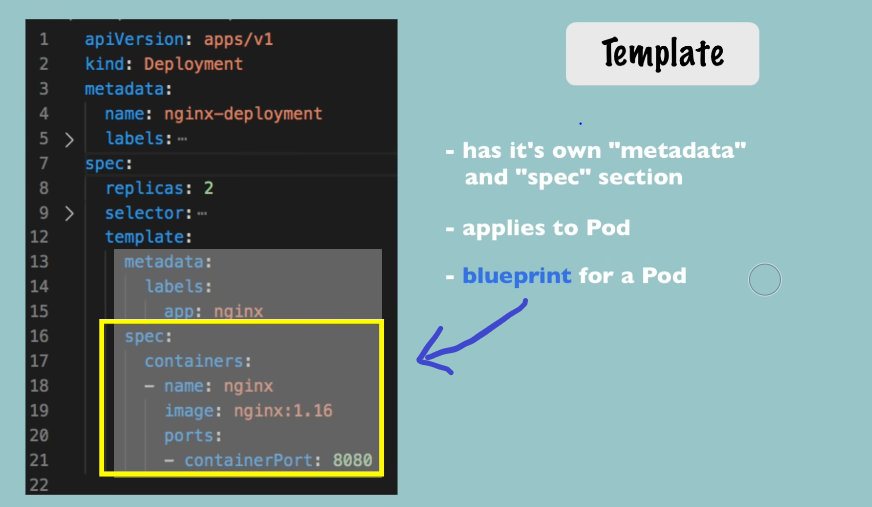 1 apiVersion: apps/v1
2 kind: Deployment
3 metadata:
4 name: nginx-deployment
5 > labels:⋯
7 spec:
8 replicas: 2
9 > selector:⋯
12 template:
13 metadata:
14 labels:
15 app: nginx
16 spec:
17 containers:
18 - name: nginx
19 image: nginx:1.16
20 ports:
21 - containerPort: 8080
22
Template
- has it's own "metadata"
and "spec" section
- applies to Pod
- blueprint for a Pod